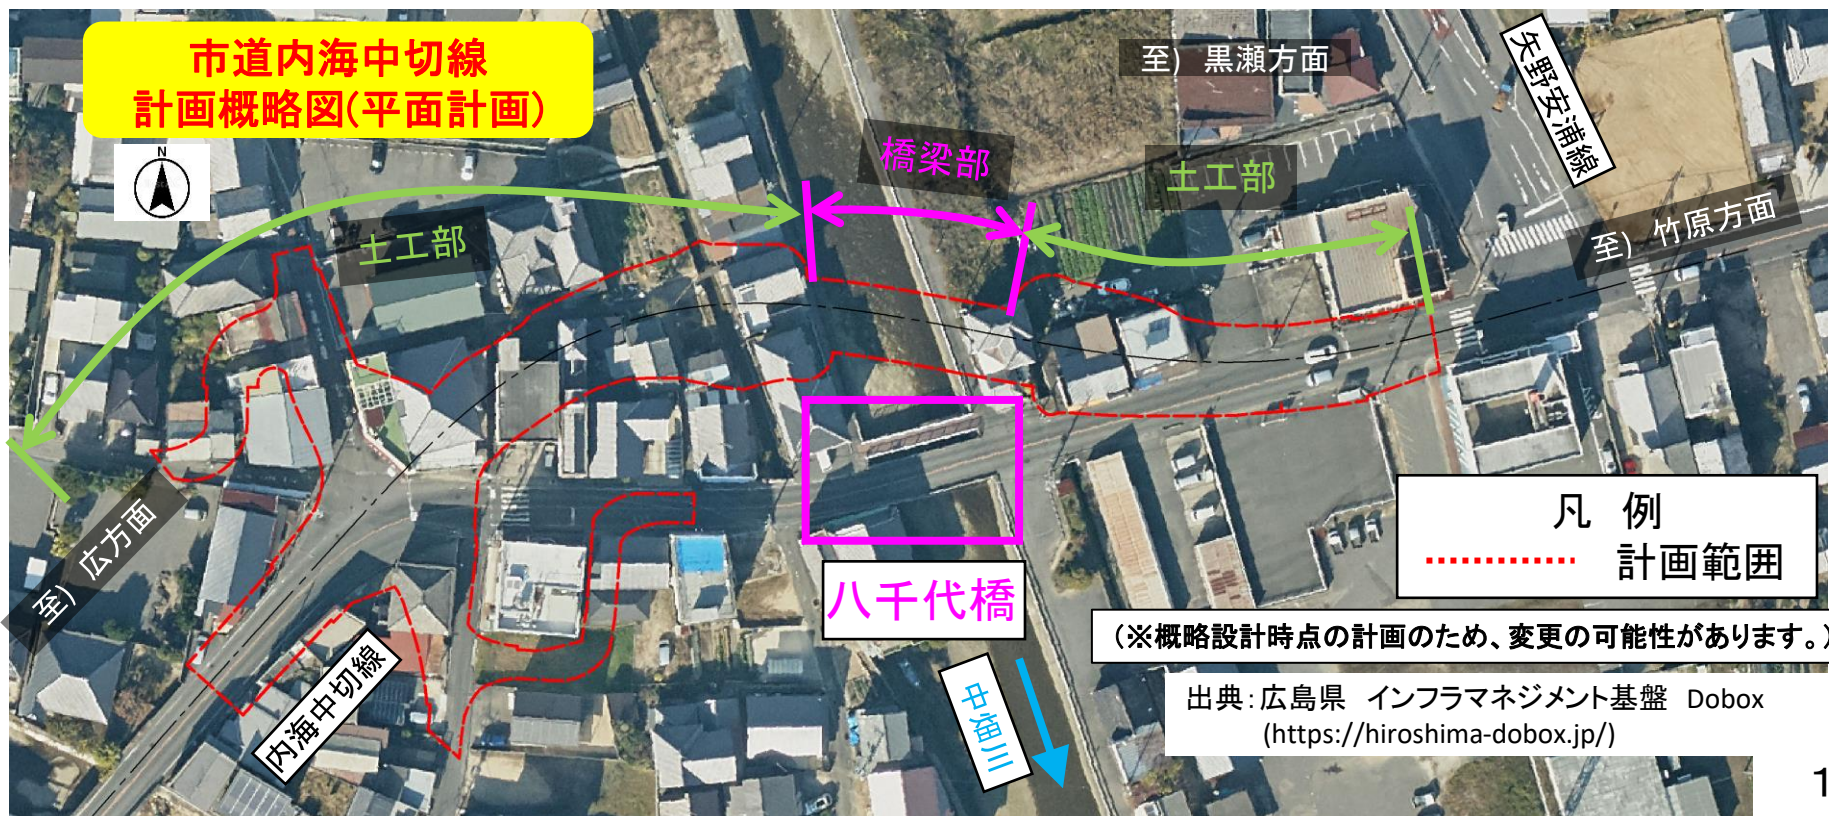 市道内海中切線
計画概略図(平面計画)
N
至) 黒瀬方面
矢野安浦線
橋梁部
土工部
土工部
至) 竹原方面
至) 広方面
内海中切線
八千代橋
中畑川
凡 例
計画範囲
(※概略設計時点の計画のため、変更の可能性があります。)
出典:広島県 インフラマネジメント基盤 Dobox
(https://hiroshima-dobox.jp/)
1